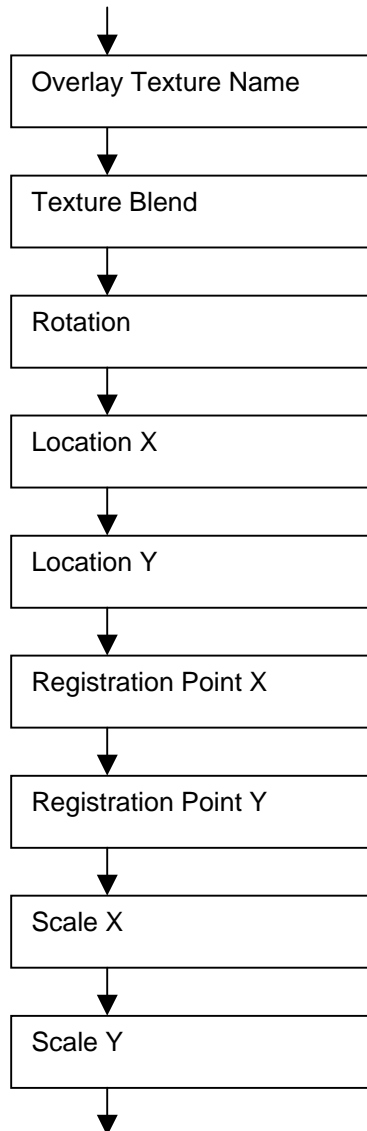 Overlay Texture Name
Texture Blend
Rotation
Location X
Location Y
Registration Point X
Registration Point Y
Scale X
Scale Y